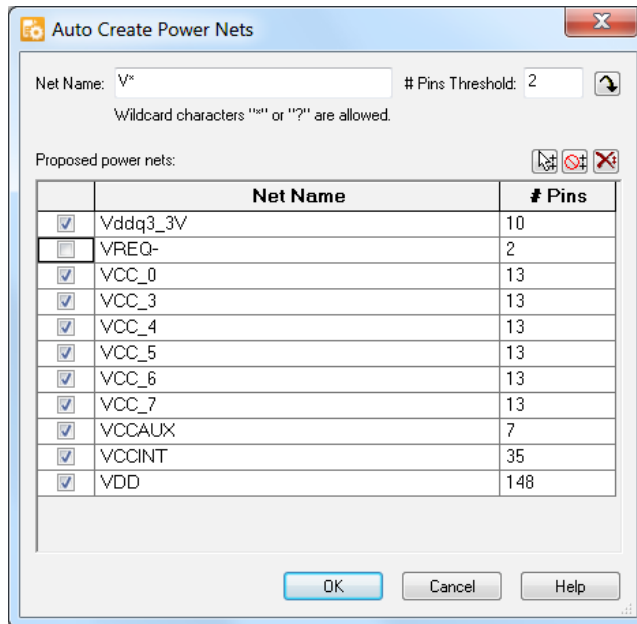 Auto Create Power Nets
Net Name: V* # Pins Threshold: 2
Wildcard characters "*" or "?" are allowed.
Proposed power nets:
Net Name # Pins
Vddq3_3V 10
VREQ- 2
VCC_0 13
VCC_3 13
VCC_4 13
VCC_5 13
VCC_6 13
VCC_7 13
VCCAUX 7
VCCINT 35
VDD 148
OK Cancel Help